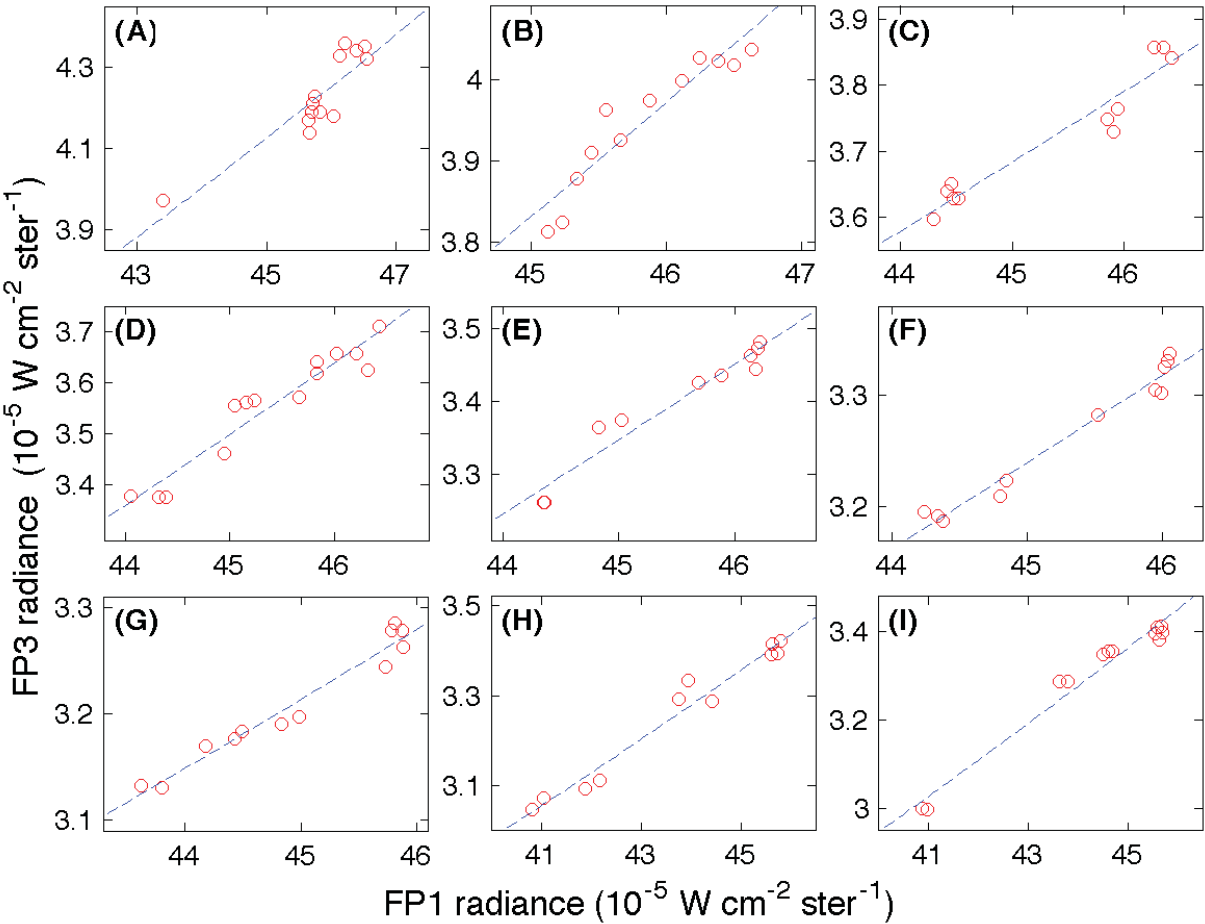 (A) (B) (C)
4.3 4 3.9
4.1 3.9 3.8
3.9 3.8 3.7
3.6
43 45 47 45 46 47 44 45 46
(D) (E) (F)
3.7 3.5 3.3
3.6 3.4 3.2
3.5 3.3
3.4
44 45 46 44 45 46 44 45 46
(G) (H) (I)
3.3 3.5 3.4
3.2 3.3 3.2
3.1 3.1 3
44 45 46 41 43 45 41 43 45
FP3 radiance (10⁻⁵ W cm⁻² ster⁻¹)
FP1 radiance (10⁻⁵ W cm⁻² ster⁻¹)